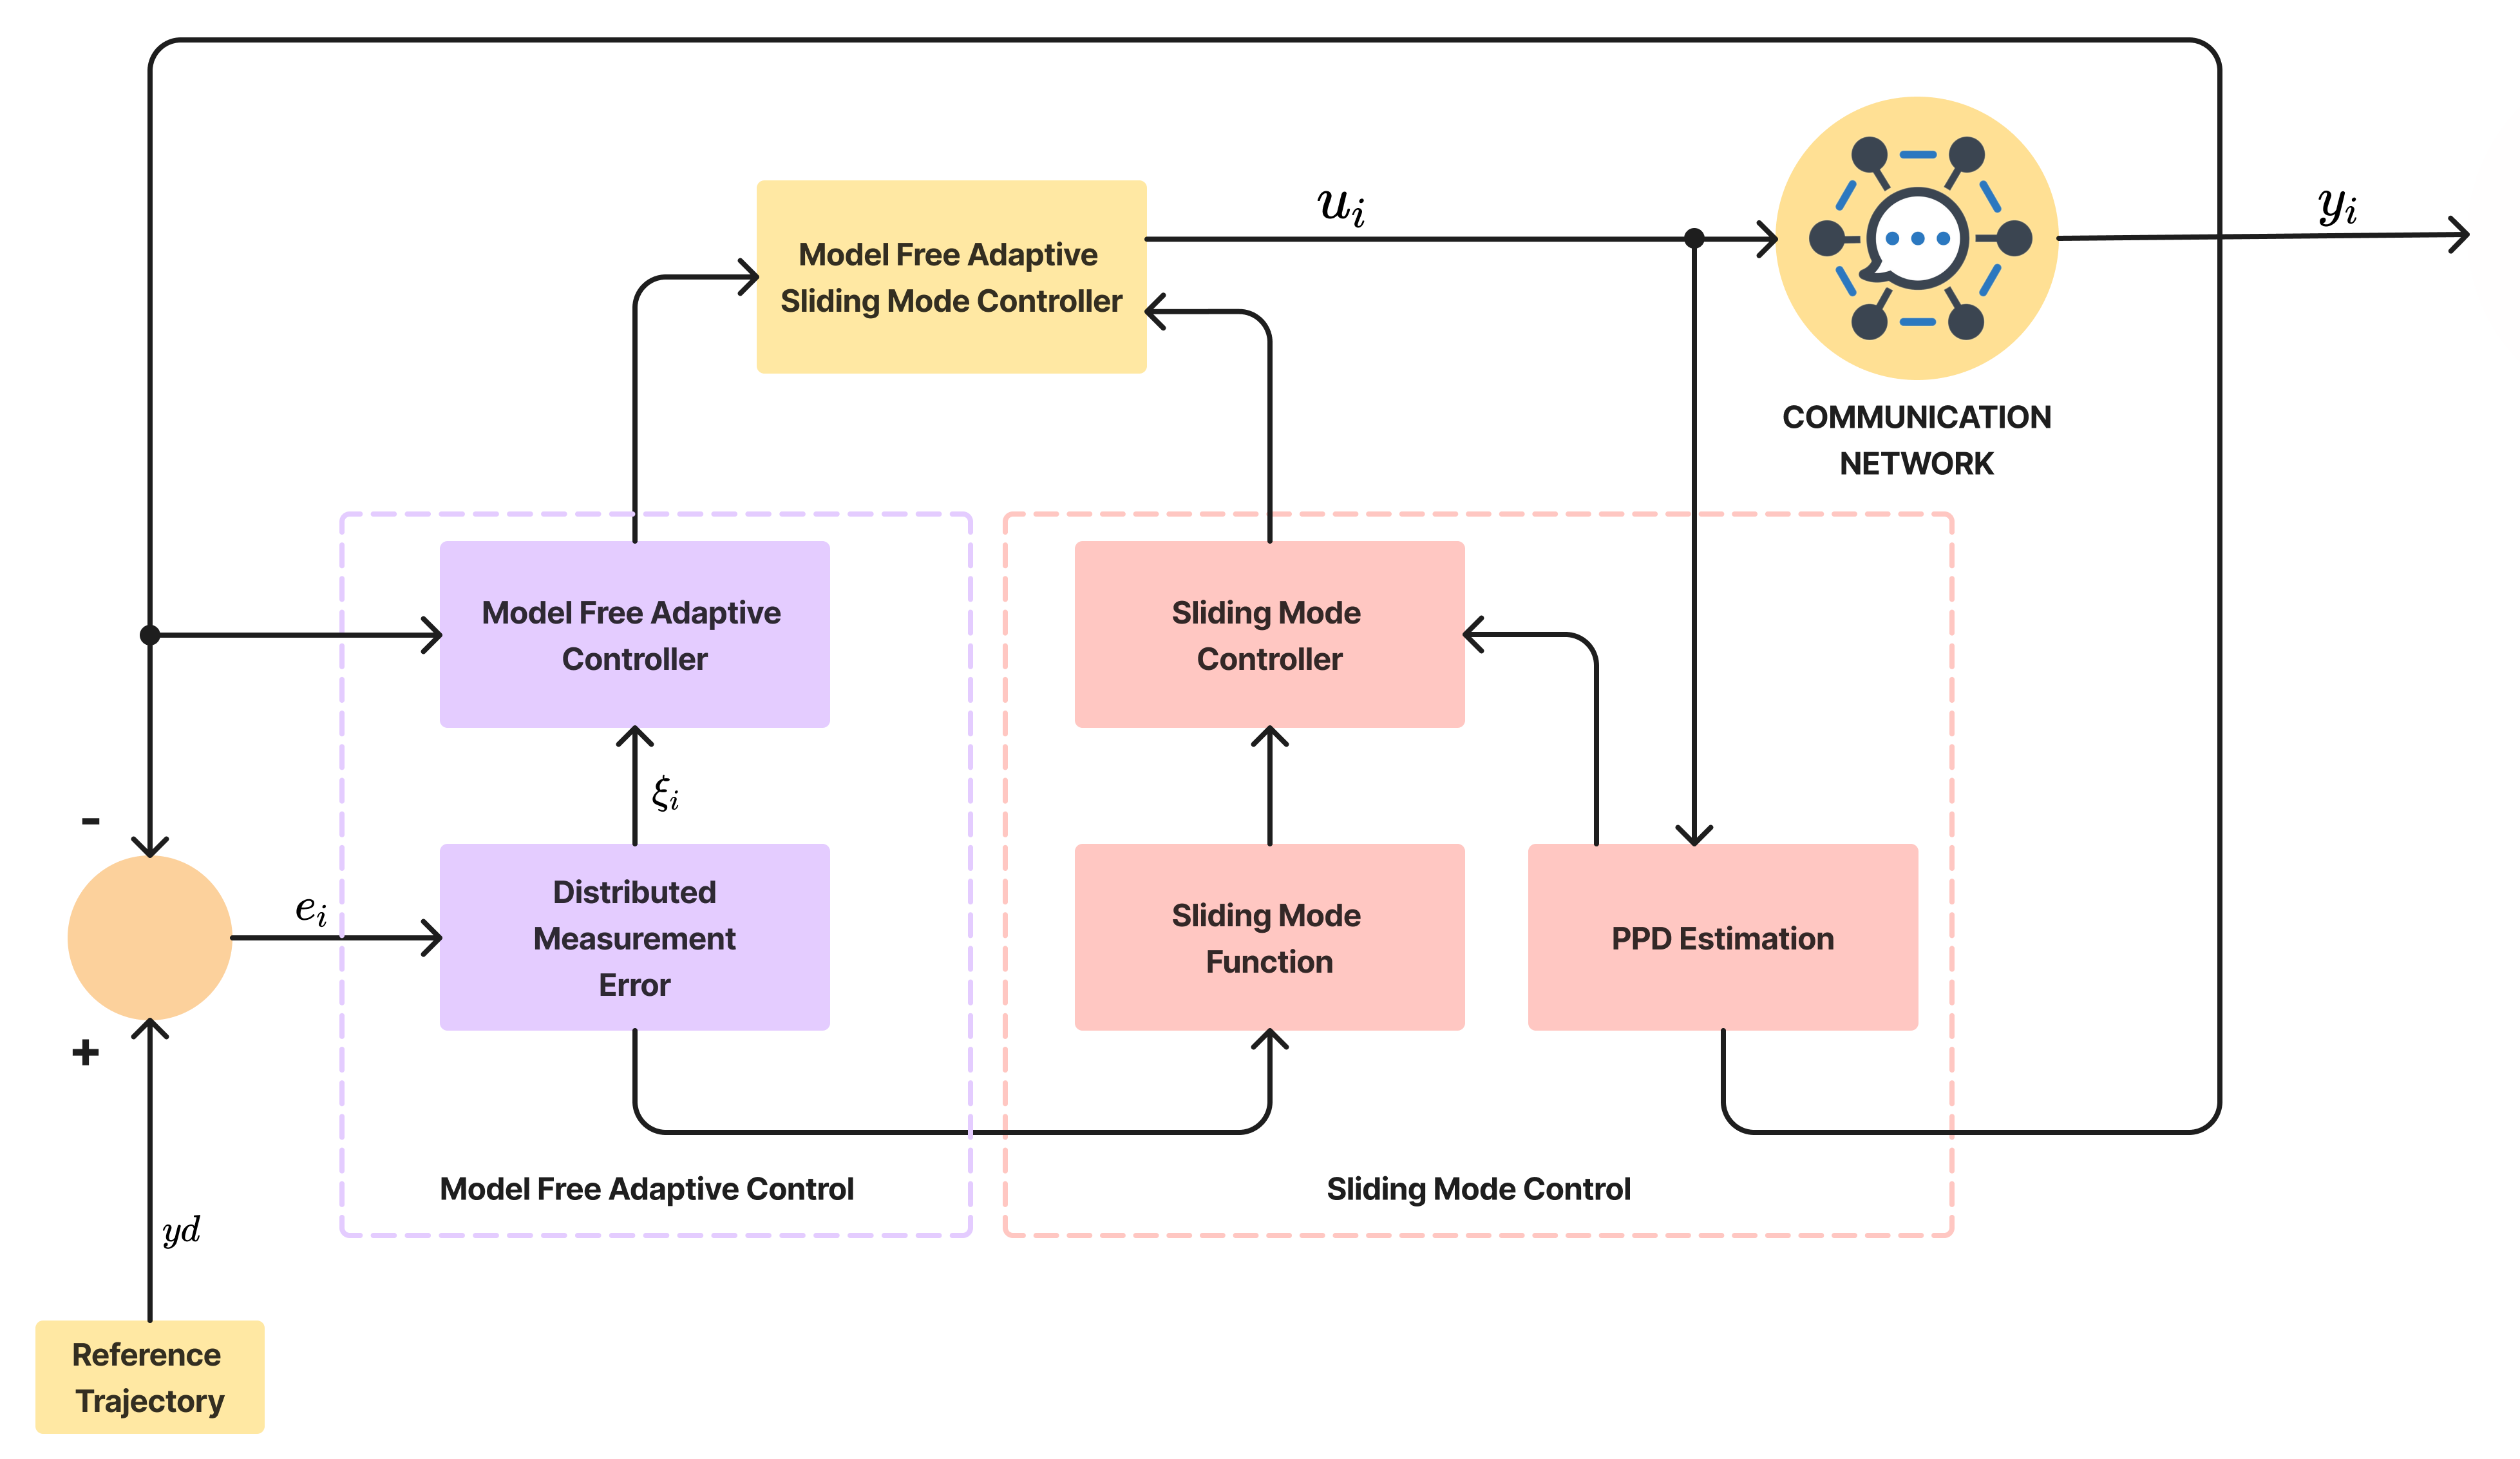 u_i
y_i
Model Free Adaptive
Sliding Mode Controller
COMMUNICATION
NETWORK
Model Free Adaptive
Controller
Sliding Mode
Controller
ξ_i
-
e_i
Distributed
Measurement
Error
Sliding Mode
Function
PPD Estimation
+
Model Free Adaptive Control
Sliding Mode Control
yd
Reference
Trajectory